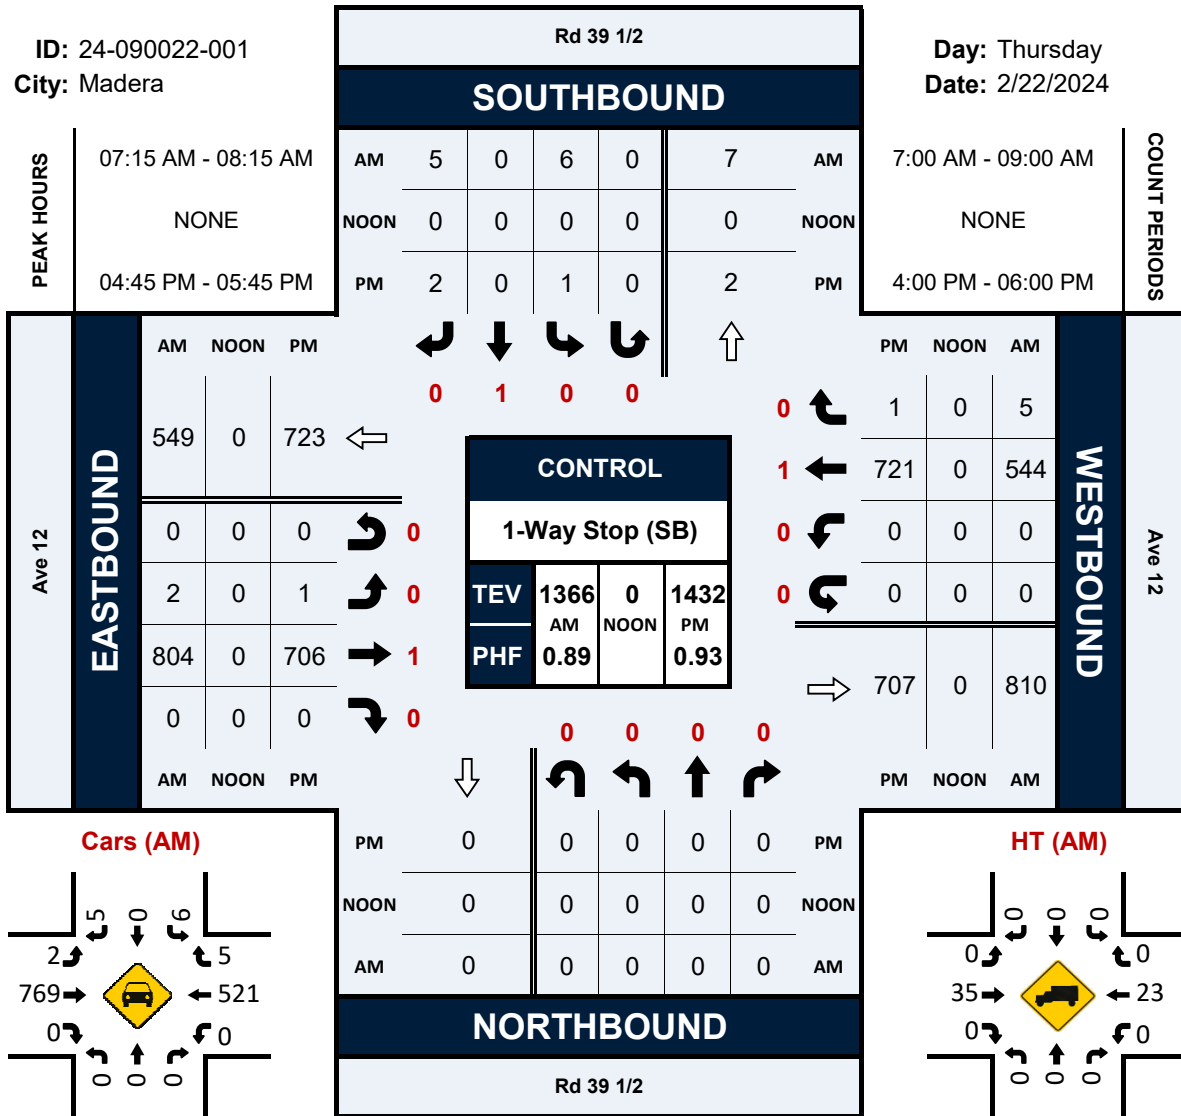 Rd 39 1/2
ID: 24-090022-001
City: Madera
Day: Thursday
Date: 2/22/2024
SOUTHBOUND
PEAK HOURS
07:15 AM - 08:15 AM
NONE
04:45 PM - 05:45 PM
AM 5 0 6 0 7 AM
NOON 0 0 0 0 0 NOON
PM 2 0 1 0 2 PM
7:00 AM - 09:00 AM
NONE
4:00 PM - 06:00 PM
COUNT PERIODS
0 1 0 0
Ave 12
EASTBOUND
AM NOON PM
549 0 723
0 0 0 0
2 0 1 0
804 0 706 1
0 0 0 0
AM NOON PM
CONTROL
1-Way Stop (SB)
TEV 1366 0 1432
AM NOON PM
PHF 0.89 0.93
PM NOON AM
0 1 0 5
1 721 0 544
0 0 0 0
0 0 0 0
707 0 810
PM NOON AM
WESTBOUND
Ave 12
0 0 0 0
PM 0 0 0 0 0 PM
NOON 0 0 0 0 0 NOON
AM 0 0 0 0 0 AM
NORTHBOUND
Rd 39 1/2
Cars (AM)
5 0 6
2 5
769 521
0 0
0 0 0
HT (AM)
0 0 0
0 0
35 23
0 0
0 0 0